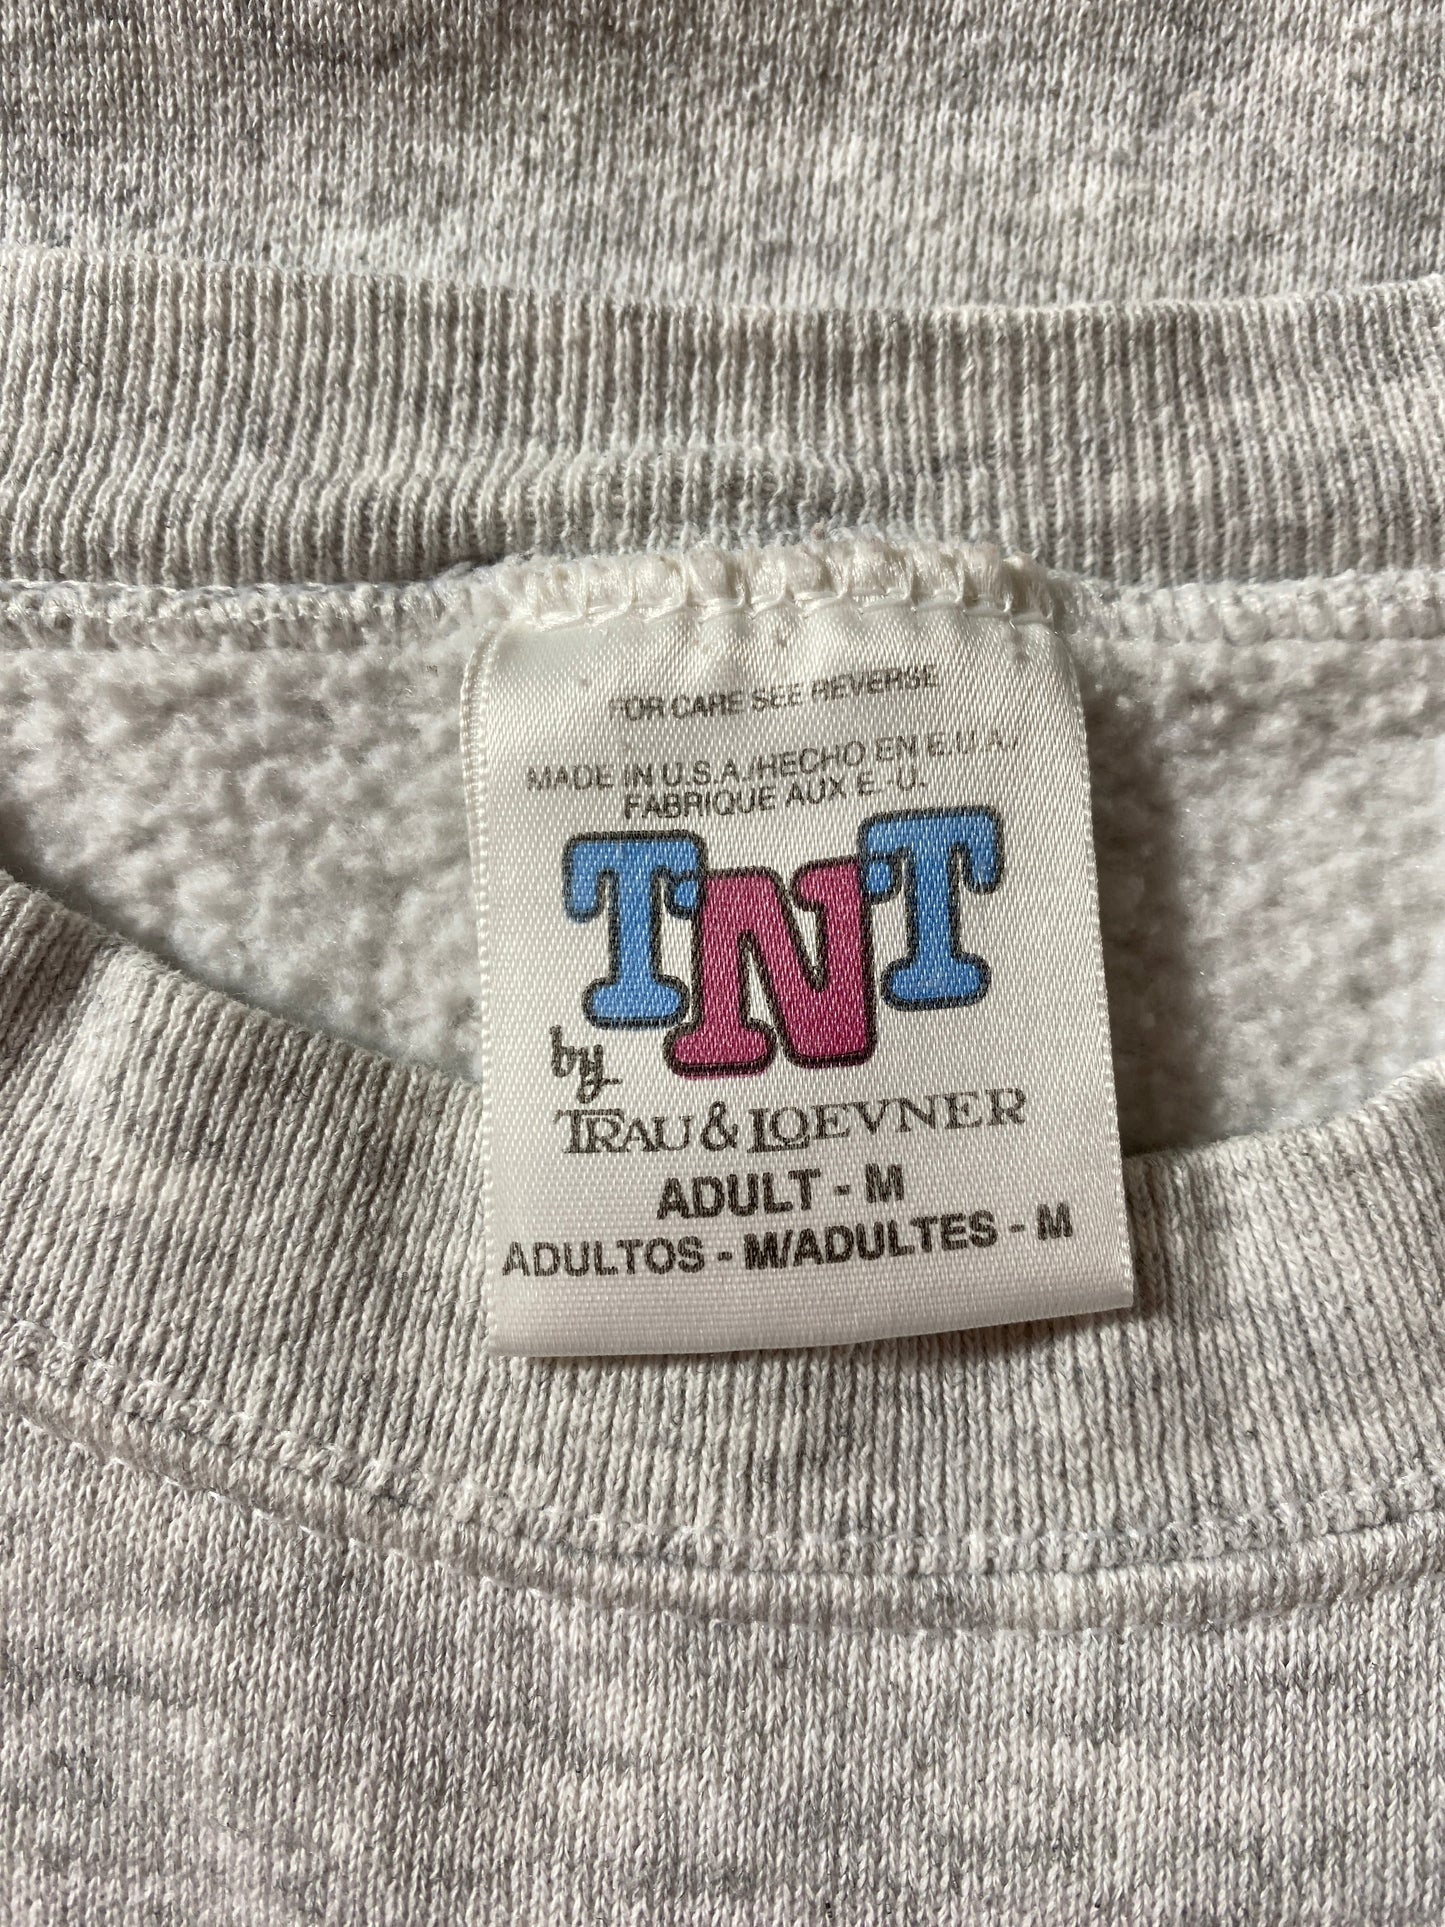 FOR CARE SEE REVERSE
MADE IN U.S.A./HECHO EN E.U.A./
FABRIQUE AUX E.-U.
TNT
by
TRAU & LOEVNER
ADULT - M
ADULTOS - M/ADULTES - M